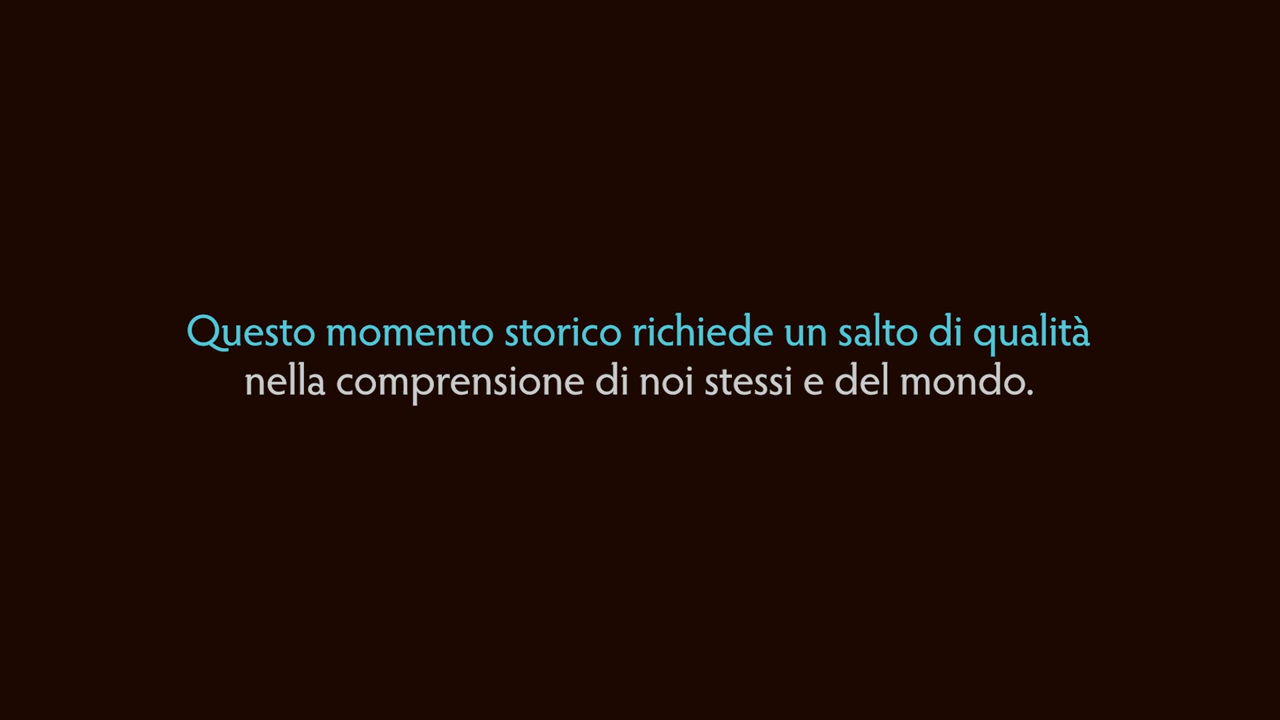 Questo momento storico richiede un salto di qualità
nella comprensione di noi stessi e del mondo.